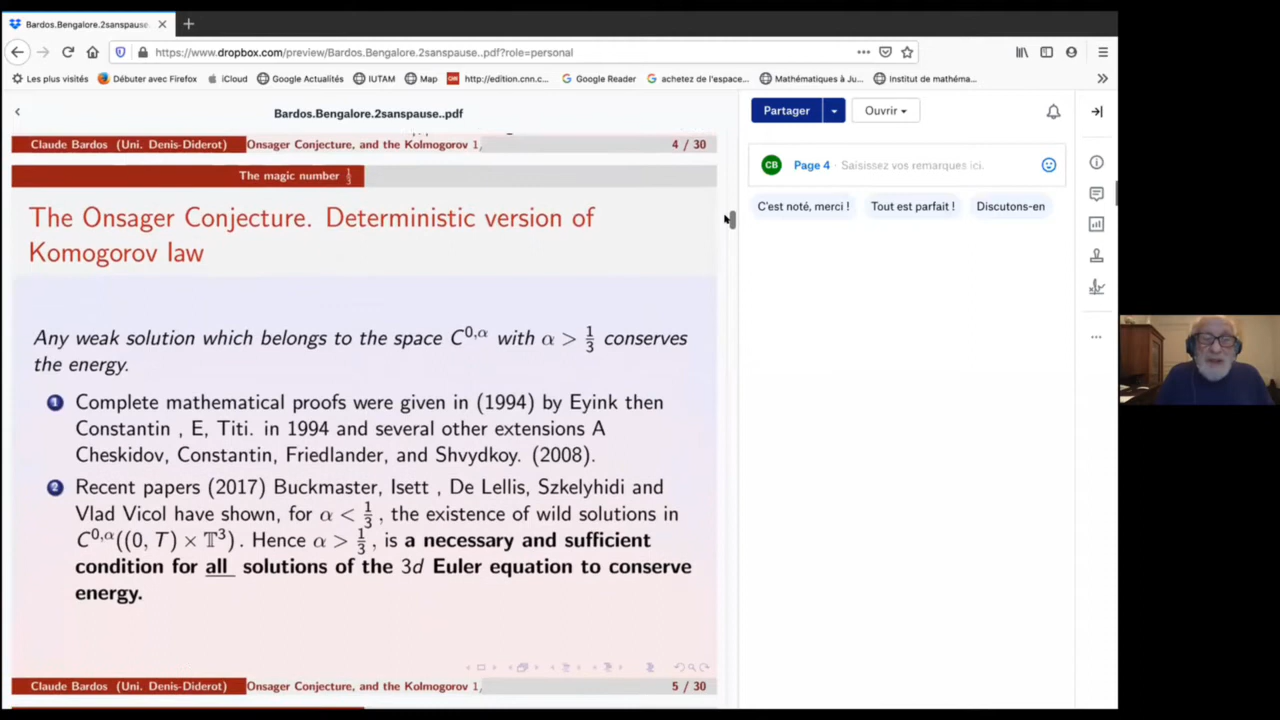 Bardos.Bengalore.2sanspause.
https://www.dropbox.com/preview/Bardos.Bengalore.2sanspause..pdf?role=personal
Les plus visités Débuter avec Firefox iCloud Google Actualités IUTAM Map http://edition.cnn.c... Google Reader achetez de l'espace... Mathématiques à Ju... Institut de mathéma...
Bardos.Bengalore.2sanspause..pdf
Partager Ouvrir
Claude Bardos (Uni. Denis-Diderot) Onsager Conjecture, and the Kolmogorov 1/ 4 / 30
CB Page 4 Saisissez vos remarques ici.
C'est noté, merci ! Tout est parfait ! Discutons-en
The magic number 1/3
The Onsager Conjecture. Deterministic version of
Komogorov law
Any weak solution which belongs to the space C^{0,α} with α > 1/3 conserves
the energy.
1 Complete mathematical proofs were given in (1994) by Eyink then
Constantin , E, Titi. in 1994 and several other extensions A
Cheskidov, Constantin, Friedlander, and Shvydkoy. (2008).
2 Recent papers (2017) Buckmaster, Isett , De Lellis, Szkelyhidi and
Vlad Vicol have shown, for α < 1/3, the existence of wild solutions in
C^{0,α}((0, T) × 𝕋³). Hence α > 1/3, is a necessary and sufficient
condition for all solutions of the 3d Euler equation to conserve
energy.
Claude Bardos (Uni. Denis-Diderot) Onsager Conjecture, and the Kolmogorov 1/ 5 / 30